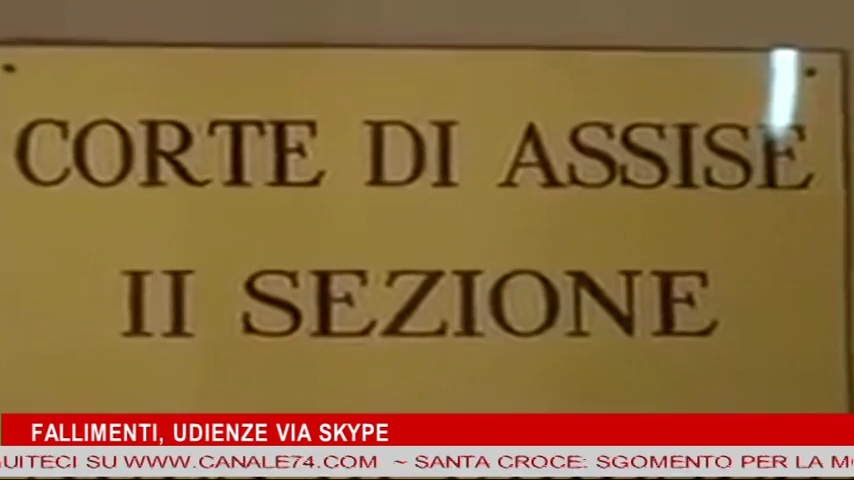 CORTE DI ASSISE
II SEZIONE
FALLIMENTI, UDIENZE VIA SKYPE
SU WWW.CANALE74.COM ~ SANTA CROCE: SGOMENTO PER LA